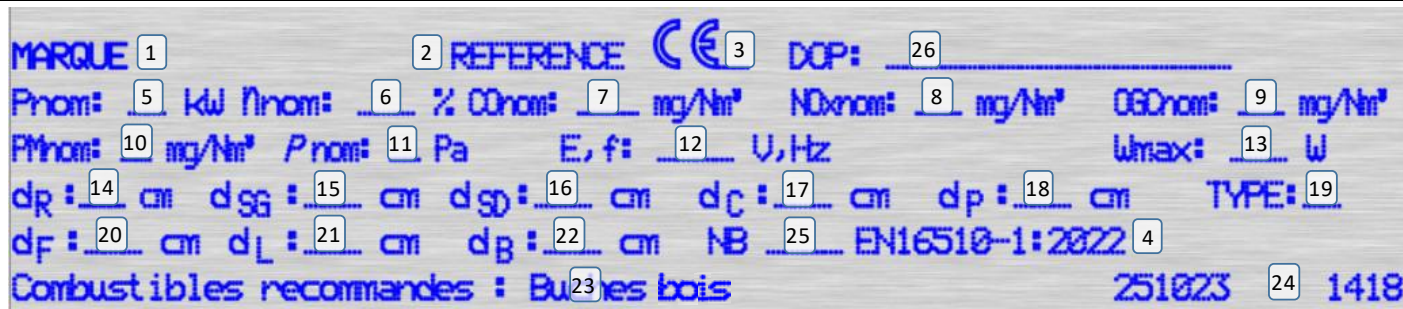 MARQUE 1 2 REFERENCE CE 3 DOP: 26
Pnom: 5 kW ηnom: 6 % COnom: 7 mg/Nm³ NOxnom: 8 mg/Nm³ OGCnom: 9 mg/Nm³
PMnom: 10 mg/Nm³ Pnom: 11 Pa E,f: 12 V,Hz Wmax: 13 W
dR : 14 cm dSG : 15 cm dSD : 16 cm dC : 17 cm dP : 18 cm TYPE: 19
dF : 20 cm dL : 21 cm dB : 22 cm NB 25 EN16510-1:2022 4
Combustibles recommandes : Bu 23 hes bois 251023 24 1418